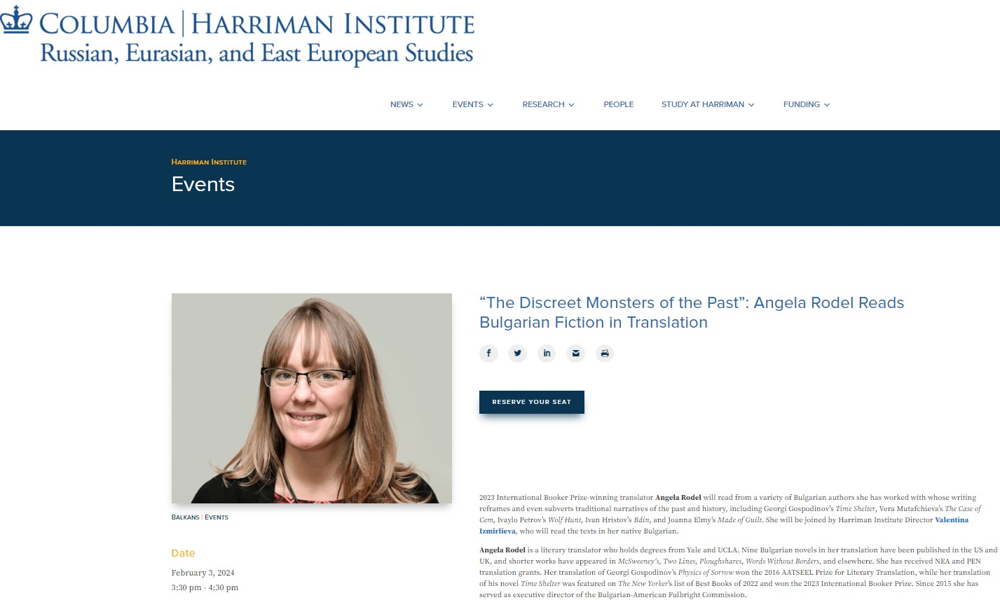 COLUMBIA | HARRIMAN INSTITUTE
Russian, Eurasian, and East European Studies
NEWS
EVENTS
RESEARCH
PEOPLE
STUDY AT HARRIMAN
FUNDING
HARRIMAN INSTITUTE
Events
“The Discreet Monsters of the Past”: Angela Rodel Reads
Bulgarian Fiction in Translation
RESERVE YOUR SEAT
BALKANS | EVENTS
Date
February 3, 2024
3:30 pm - 4:30 pm
2023 International Booker Prize-winning translator Angela Rodel will read from a variety of Bulgarian authors she has worked with whose writing
reframes and even subverts traditional narratives of the past and history, including Georgi Gospodinov’s Time Shelter, Vera Mutafchieva’s The Case of
Cem, Ivaylo Petrov’s Wolf Hunt, Ivan Hristov’s Bdin, and Joanna Elmy’s Made of Guilt. She will be joined by Harriman Institute Director Valentina
Izmirlieva, who will read the texts in her native Bulgarian.
Angela Rodel is a literary translator who holds degrees from Yale and UCLA. Nine Bulgarian novels in her translation have been published in the US and
UK, and shorter works have appeared in McSweeney’s, Two Lines, Ploughshares, Words Without Borders, and elsewhere. She has received NEA and PEN
translation grants. Her translation of Georgi Gospodinov’s Physics of Sorrow won the 2016 AATSEEL Prize for Literary Translation, while her translation
of his novel Time Shelter was featured on The New Yorker’s list of Best Books of 2022 and won the 2023 International Booker Prize. Since 2015 she has
served as executive director of the Bulgarian-American Fulbright Commission.